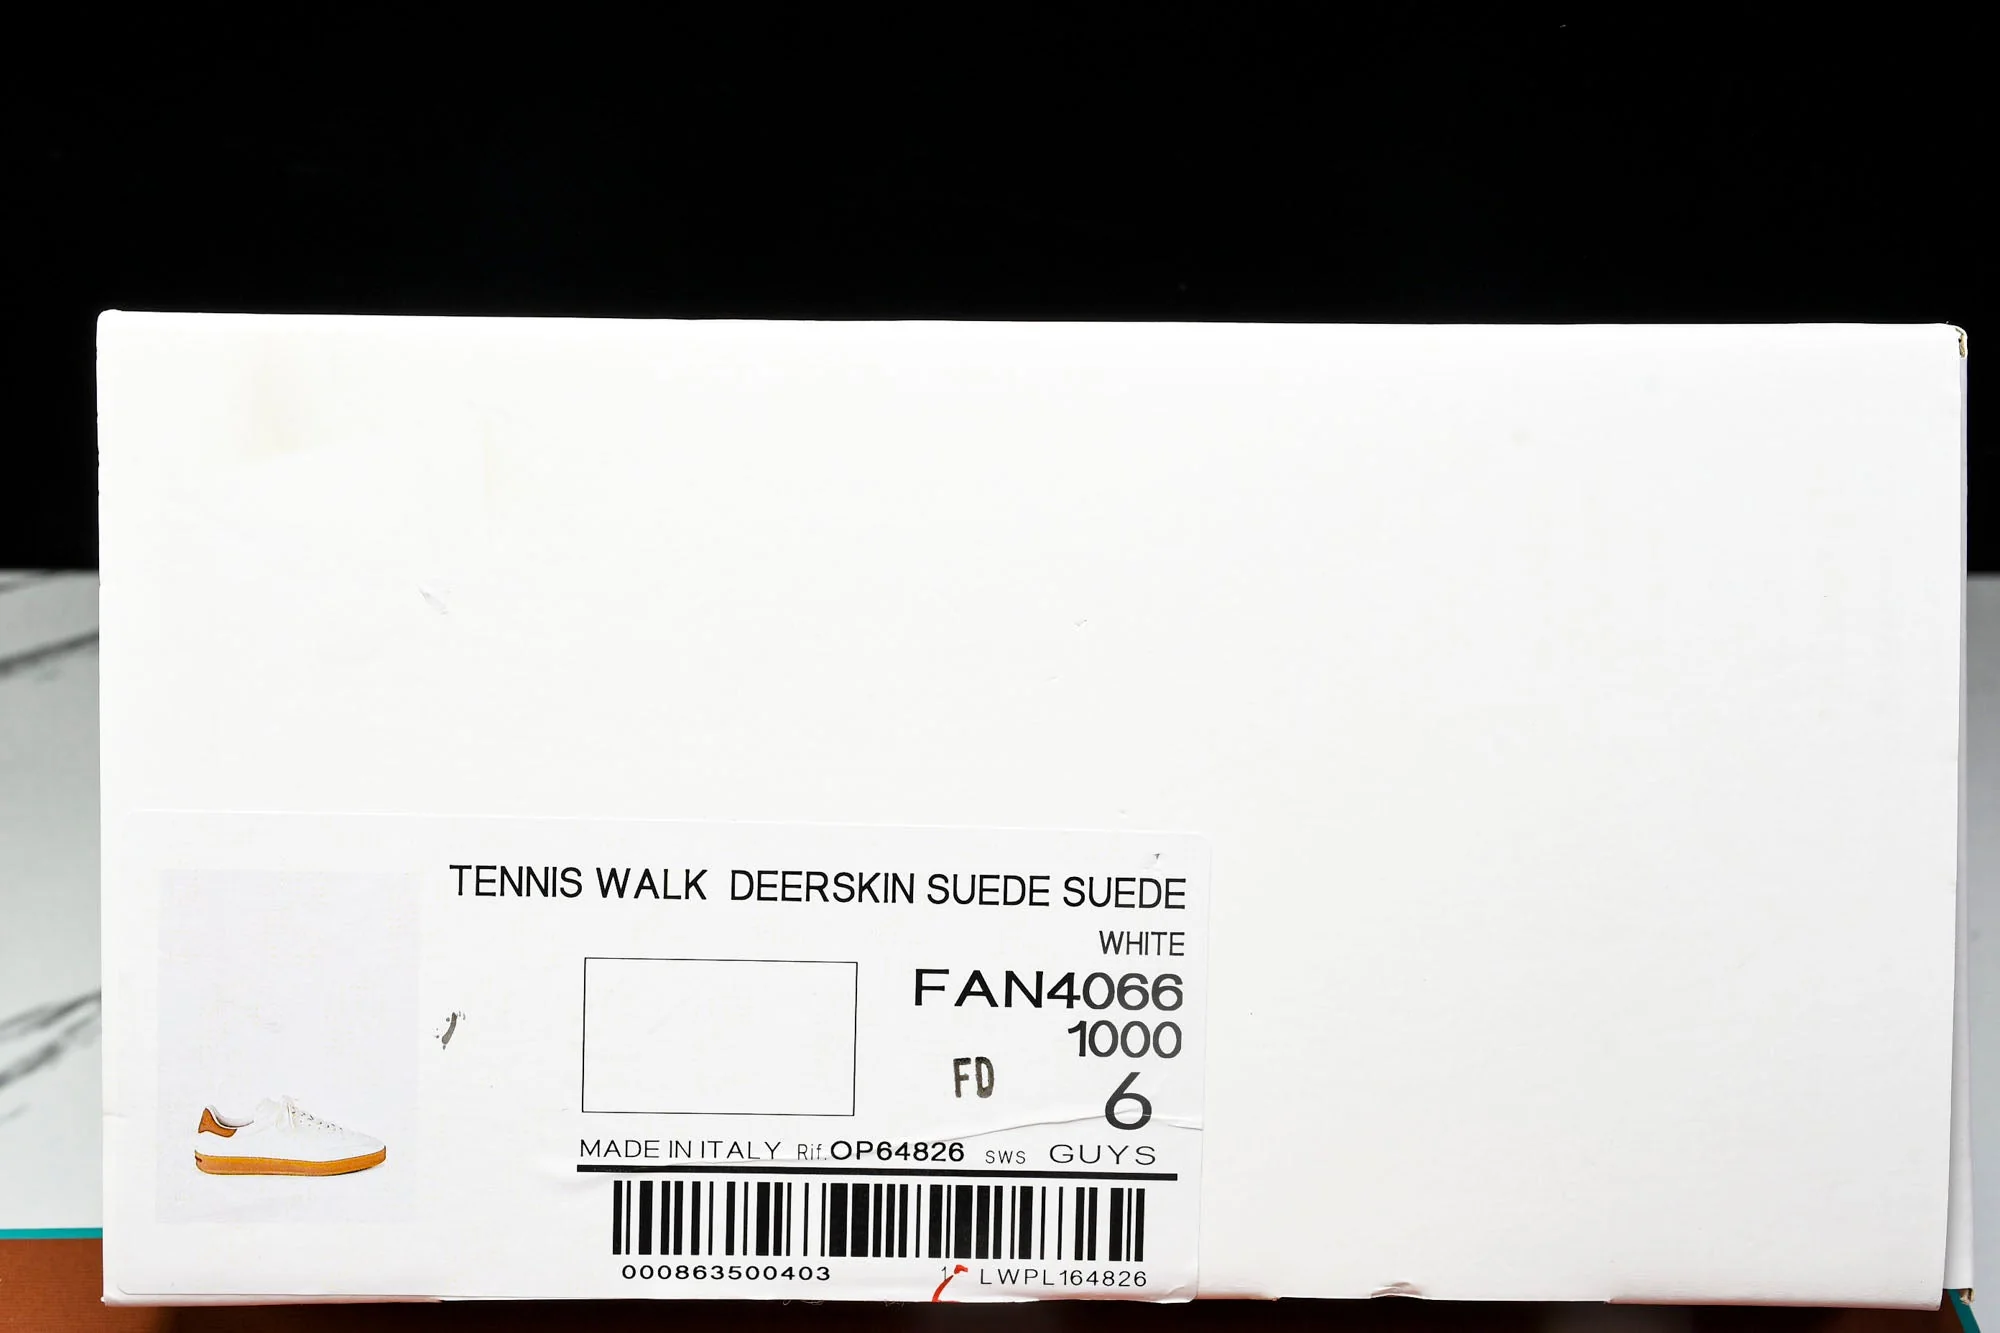 TENNIS WALK DEERSKIN SUEDE SUEDE
WHITE
FAN4066
1000
FD
6
MADE IN ITALY Rif.OP64826 SWS GUYS
000863500403 1 LWPL164826